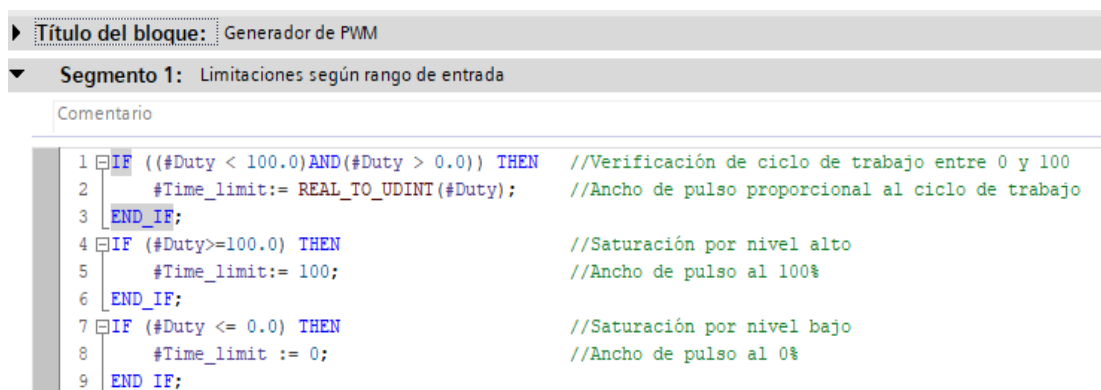 Título del bloque: Generador de PWM
Segmento 1: Limitaciones según rango de entrada
Comentario
1 IF ((#Duty < 100.0)AND(#Duty > 0.0)) THEN //Verificación de ciclo de trabajo entre 0 y 100
2 #Time_limit:= REAL_TO_UDINT(#Duty); //Ancho de pulso proporcional al ciclo de trabajo
3 END_IF;
4 IF (#Duty>=100.0) THEN //Saturación por nivel alto
5 #Time_limit:= 100; //Ancho de pulso al 100%
6 END_IF;
7 IF (#Duty <= 0.0) THEN //Saturación por nivel bajo
8 #Time_limit := 0; //Ancho de pulso al 0%
9 END_IF;